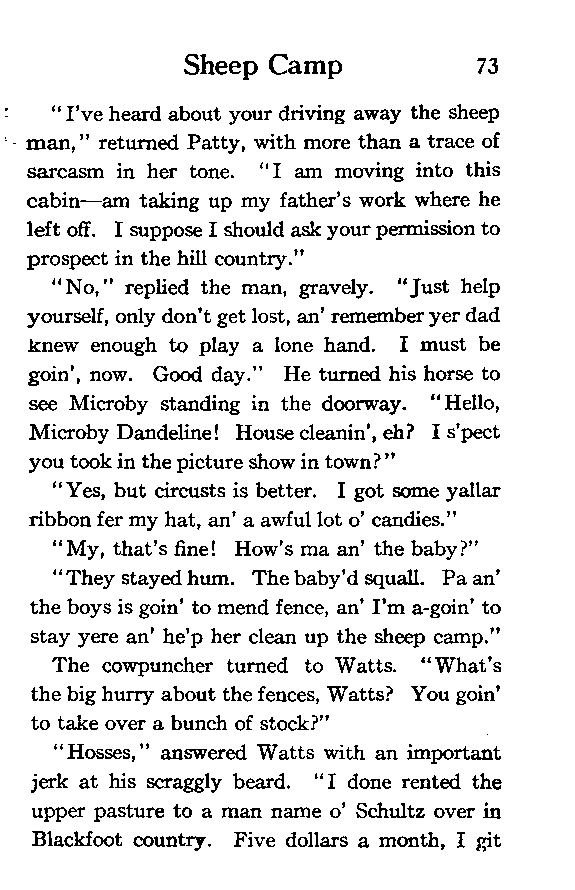 Sheep Camp 73
"I've heard about your driving away the sheep
man," returned Patty, with more than a trace of
sarcasm in her tone. "I am moving into this
cabin—am taking up my father's work where he
left off. I suppose I should ask your permission to
prospect in the hill country."
"No," replied the man, gravely. "Just help
yourself, only don't get lost, an' remember yer dad
knew enough to play a lone hand. I must be
goin', now. Good day." He turned his horse to
see Microby standing in the doorway. "Hello,
Microby Dandeline! House cleanin', eh? I s'pect
you took in the picture show in town?"
"Yes, but circusts is better. I got some yallar
ribbon fer my hat, an' a awful lot o' candies."
"My, that's fine! How's ma an' the baby?"
"They stayed hum. The baby'd squall. Pa an'
the boys is goin' to mend fence, an' I'm a-goin' to
stay yere an' he'p her clean up the sheep camp."
The cowpuncher turned to Watts. "What's
the big hurry about the fences, Watts? You goin'
to take over a bunch of stock?"
"Hosses," answered Watts with an important
jerk at his scraggly beard. "I done rented the
upper pasture to a man name o' Schultz over in
Blackfoot country. Five dollars a month, I git